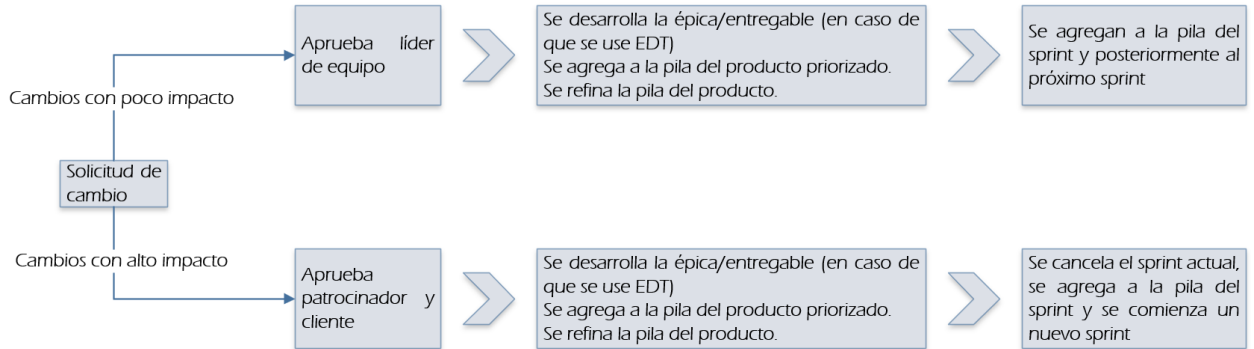 Cambios con poco impacto
Aprueba líder
de equipo
Se desarrolla la épica/entregable (en caso de
que se use EDT)
Se agrega a la pila del producto priorizado.
Se refina la pila del producto.
Se agregan a la pila del
sprint y posteriormente al
próximo sprint
Solicitud de
cambio
Cambios con alto impacto
Aprueba
patrocinador y
cliente
Se desarrolla la épica/entregable (en caso de
que se use EDT)
Se agrega a la pila del producto priorizado.
Se refina la pila del producto.
Se cancela el sprint actual,
se agrega a la pila del
sprint y se comienza un
nuevo sprint